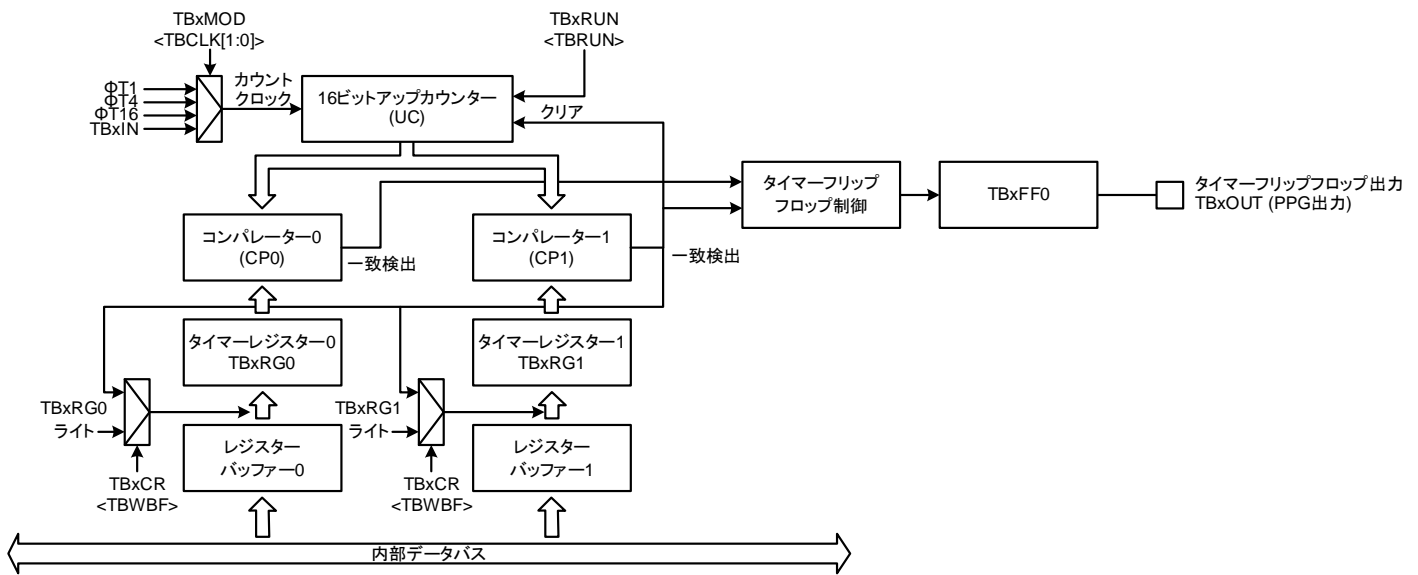 TBxMOD
<TBCLK[1:0]>
TBxRUN
<TBRUN>
ΦT1
ΦT4
ΦT16
TBxIN
カウント
クロック
16ビットアップカウンター
(UC)
クリア
タイマーフリップ
フロップ制御
TBxFF0
タイマーフリップフロップ出力
TBxOUT (PPG出力)
コンパレーター0
(CP0)
一致検出
コンパレーター1
(CP1)
一致検出
タイマーレジスター0
TBxRG0
タイマーレジスター1
TBxRG1
TBxRG0
ライト
TBxRG1
ライト
レジスター
バッファー0
レジスター
バッファー1
TBxCR
<TBWBF>
TBxCR
<TBWBF>
内部データバス